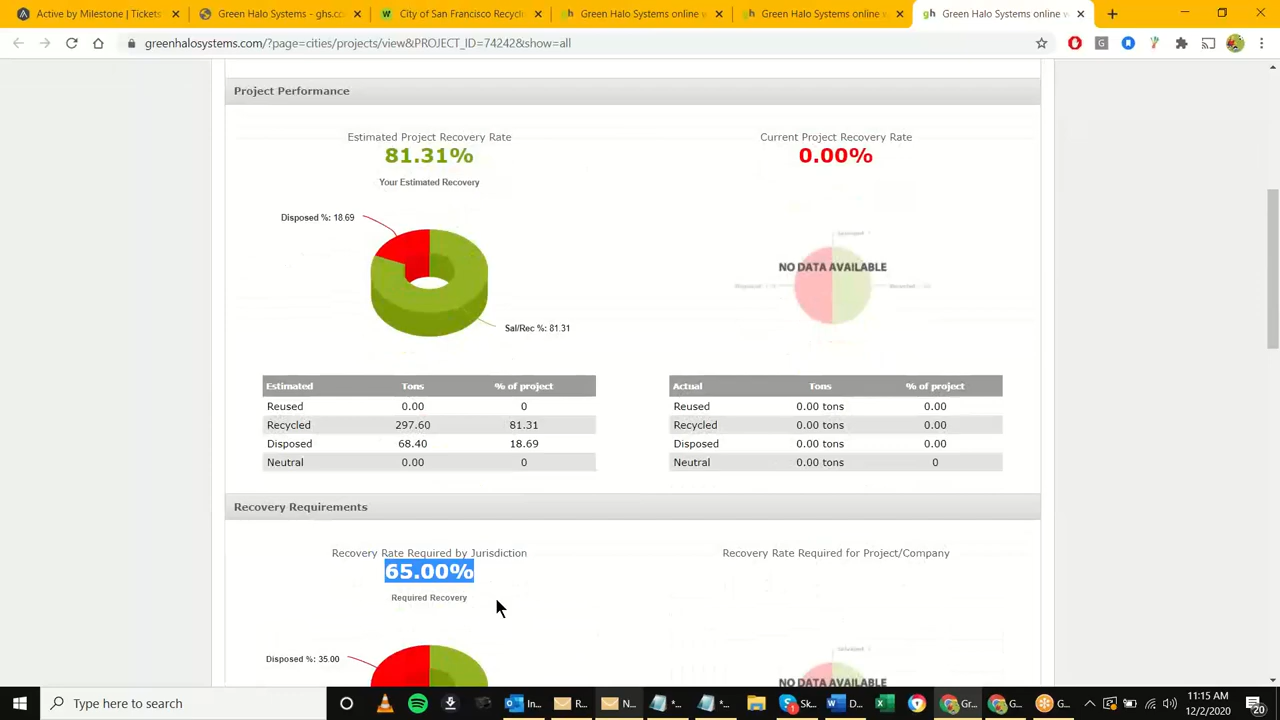 Active by Milestone | Tickets
Green Halo Systems - ghs.cc
City of San Francisco Recycl
Green Halo Systems online w
Green Halo Systems online w
Green Halo Systems online w
greenhalosystems.com/?page=cities/projects/view&PROJECT_ID=74242&show=all
Project Performance
Estimated Project Recovery Rate
81.31%
Your Estimated Recovery
Disposed %: 18.69
Sal/Rec %: 81.31
Current Project Recovery Rate
0.00%
NO DATA AVAILABLE
Estimated Tons % of project
Reused 0.00 0
Recycled 297.60 81.31
Disposed 68.40 18.69
Neutral 0.00 0
Actual Tons % of project
Reused 0.00 tons 0.00
Recycled 0.00 tons 0.00
Disposed 0.00 tons 0.00
Neutral 0.00 tons 0
Recovery Requirements
Recovery Rate Required by Jurisdiction
65.00%
Required Recovery
Disposed %: 35.00
Recovery Rate Required for Project/Company
NO DATA AVAILABLE
Type here to search
In...
R...
N...
Sk...
D...
Gr...
G...
F...
11:15 AM
12/2/2020
20